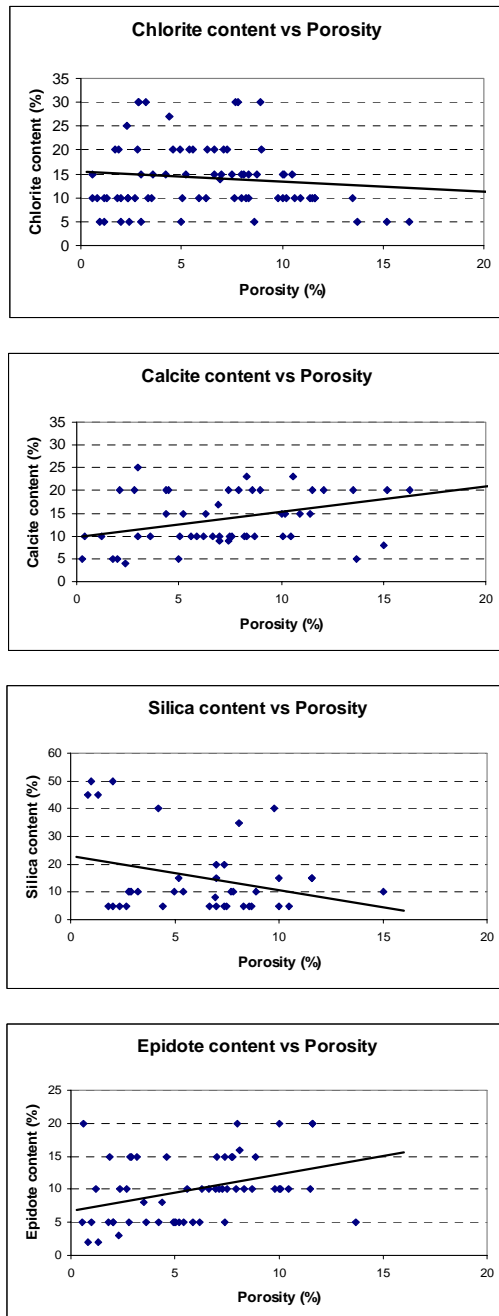 Chlorite content vs Porosity
Chlorite content (%)
35
30
25
20
15
10
5
0
0 5 10 15 20
Porosity (%)
Calcite content vs Porosity
Calcite content (%)
35
30
25
20
15
10
5
0
0 5 10 15 20
Porosity (%)
Silica content vs Porosity
Silica content (%)
60
50
40
30
20
10
0
0 5 10 15 20
Porosity (%)
Epidote content vs Porosity
Epidote content (%)
25
20
15
10
5
0
0 5 10 15 20
Porosity (%)